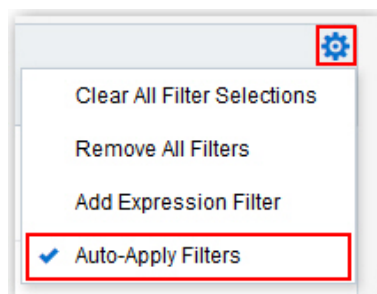 Clear All Filter Selections
Remove All Filters
Add Expression Filter
Auto-Apply Filters